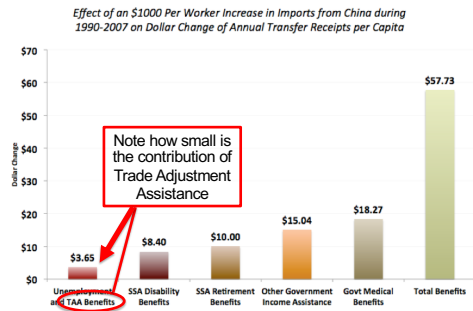 Effect of an $1000 Per Worker Increase in Imports from China during
1990-2007 on Dollar Change of Annual Transfer Receipts per Capita
$70
$60
$50
$40
$30
$20
$10
$0
Dollar Change
Note how small is
the contribution of
Trade Adjustment
Assistance
$3.65
$8.40
$10.00
$15.04
$18.27
$57.73
Unemployment
and TAA Benefits
SSA Disability
Benefits
SSA Retirement
Benefits
Other Government
Income Assistance
Govt Medical
Benefits
Total Benefits